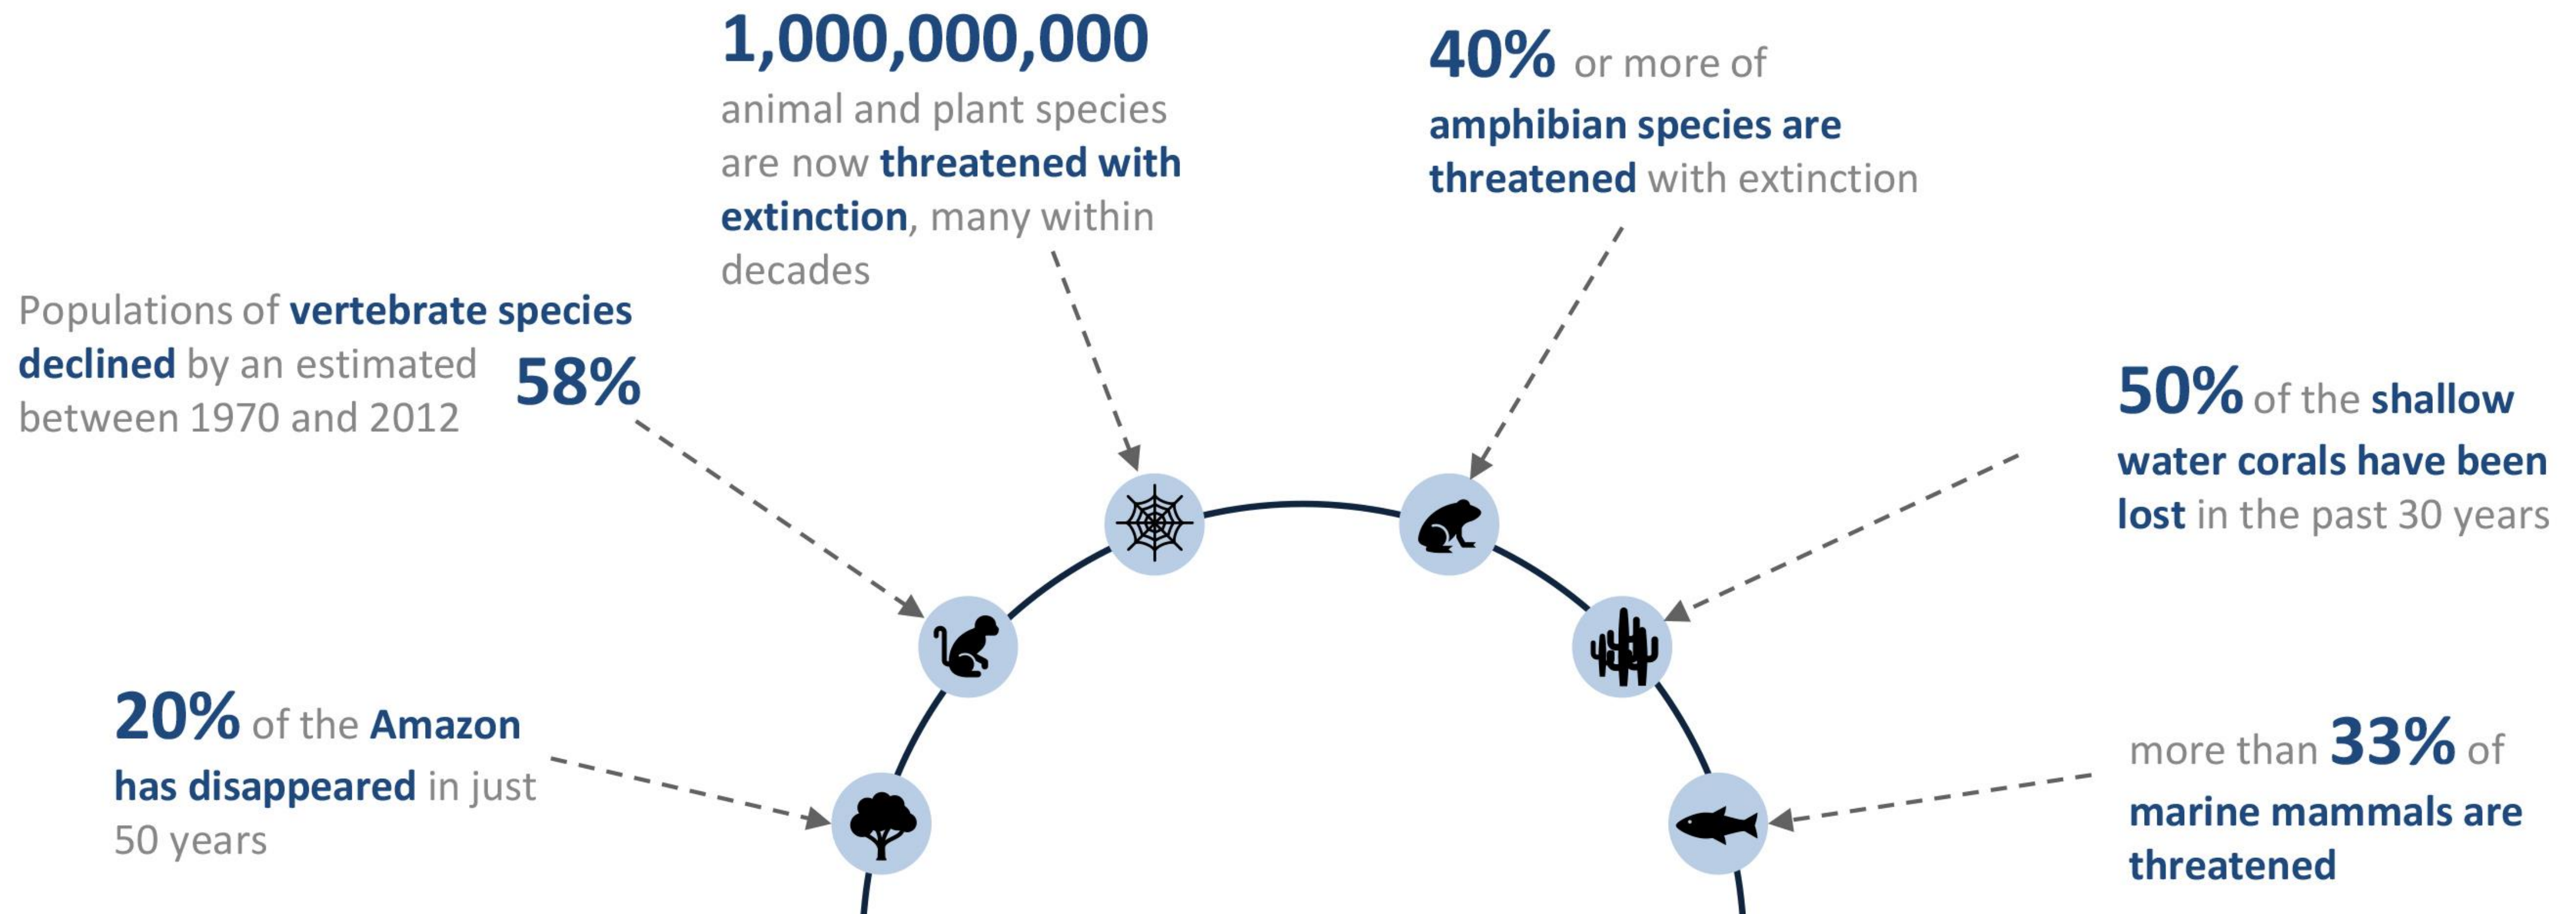 1,000,000,000
animal and plant species
are now threatened with
extinction, many within
decades
40% or more of
amphibian species are
threatened with extinction
Populations of vertebrate species
declined by an estimated 58%
between 1970 and 2012
50% of the shallow
water corals have been
lost in the past 30 years
20% of the Amazon
has disappeared in just
50 years
more than 33% of
marine mammals are
threatened